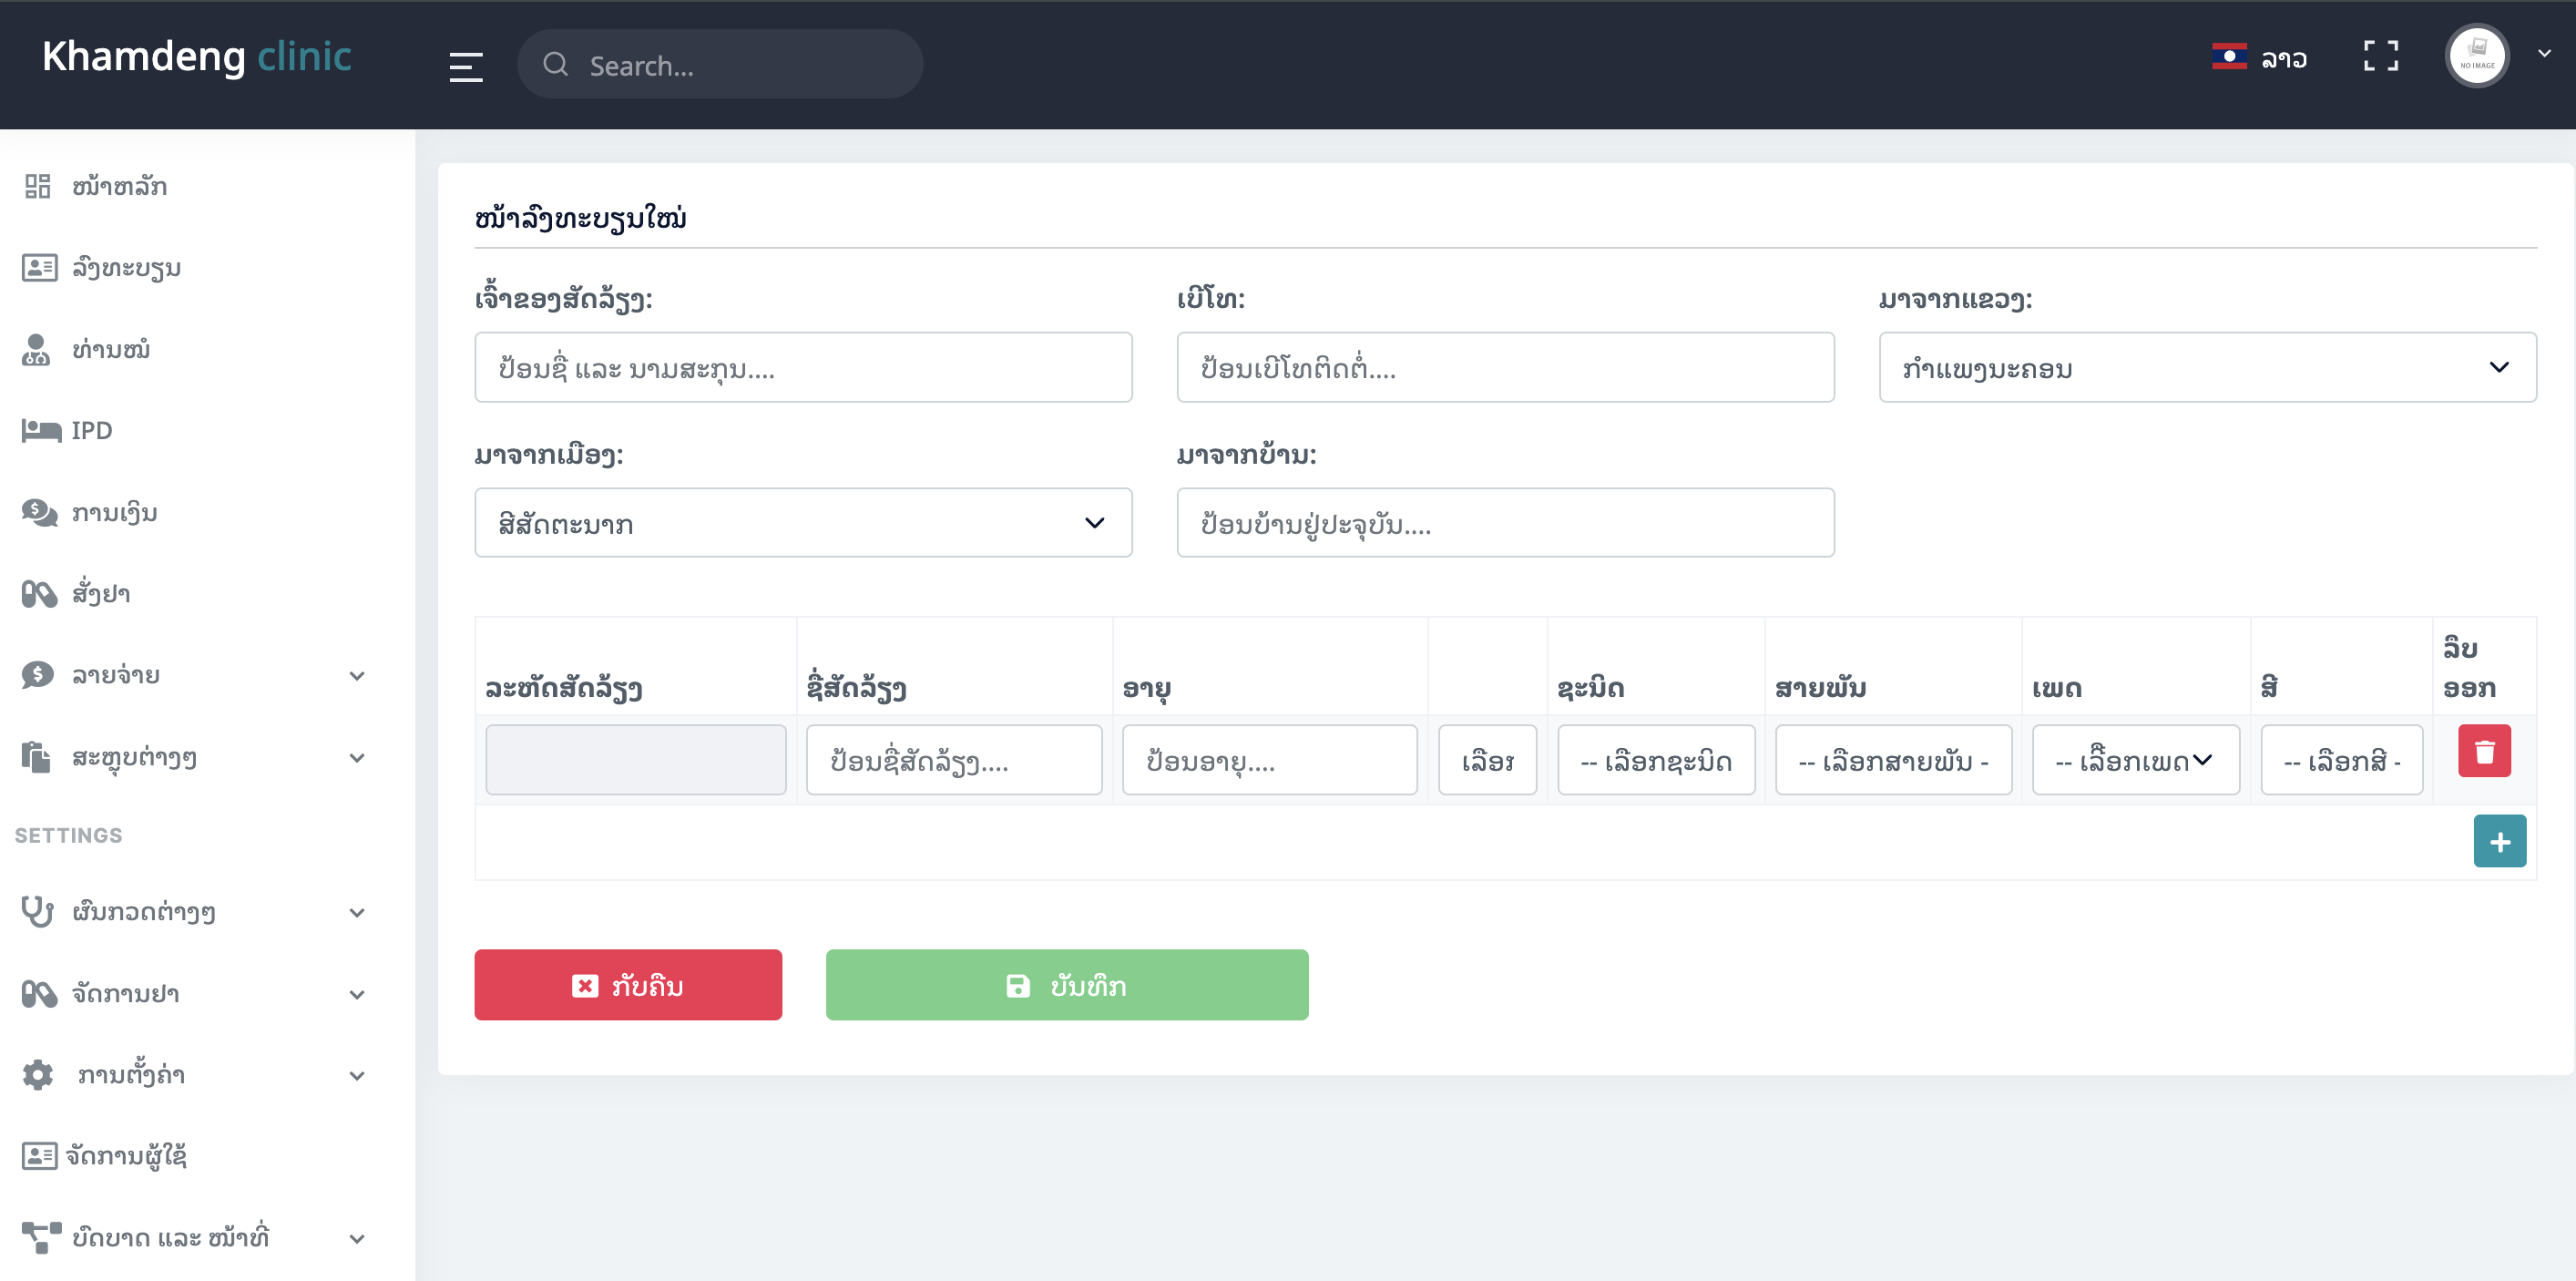 Khamdeng clinic
Search...
ລາວ
NO IMAGE
ໜ້າຫລັກ
ລົງທະບຽນ
ທ່ານໝໍ
IPD
ການເງິນ
ສັ່ງຢາ
ລາຍຈ່າຍ
ສະຫຼຸບຕ່າງໆ
SETTINGS
ຜົນກວດຕ່າງໆ
ຈັດການຢາ
ການຕັ້ງຄ່າ
ຈັດການຜູ້ໃຊ້
ບົດບາດ ແລະ ໜ້າທີ່
ໜ້າລົງທະບຽນໃໝ່
ເຈົ້າຂອງສັດລ້ຽງ:
ເບີໂທ:
ມາຈາກແຂວງ:
ປ້ອນຊື່ ແລະ ນາມສະກຸນ....
ປ້ອນເບີໂທຕິດຕໍ່....
ກຳແພງນະຄອນ
ມາຈາກເມືອງ:
ມາຈາກບ້ານ:
ສີສັດຕະນາກ
ປ້ອນບ້ານຢູ່ປະຈຸບັນ....
ລະຫັດສັດລ້ຽງ
ຊື່ສັດລ້ຽງ
ອາຍຸ
ຊະນິດ
ສາຍພັນ
ເພດ
ສີ
ລຶບ
ອອກ
ປ້ອນຊື່ສັດລ້ຽງ....
ປ້ອນອາຍຸ....
ເລືອກ
-- ເລືອກຊະນິດ
-- ເລືອກສາຍພັນ -
-- ເລືອກເພດ
-- ເລືອກສີ -
ກັບຄືນ
ບັນທຶກ